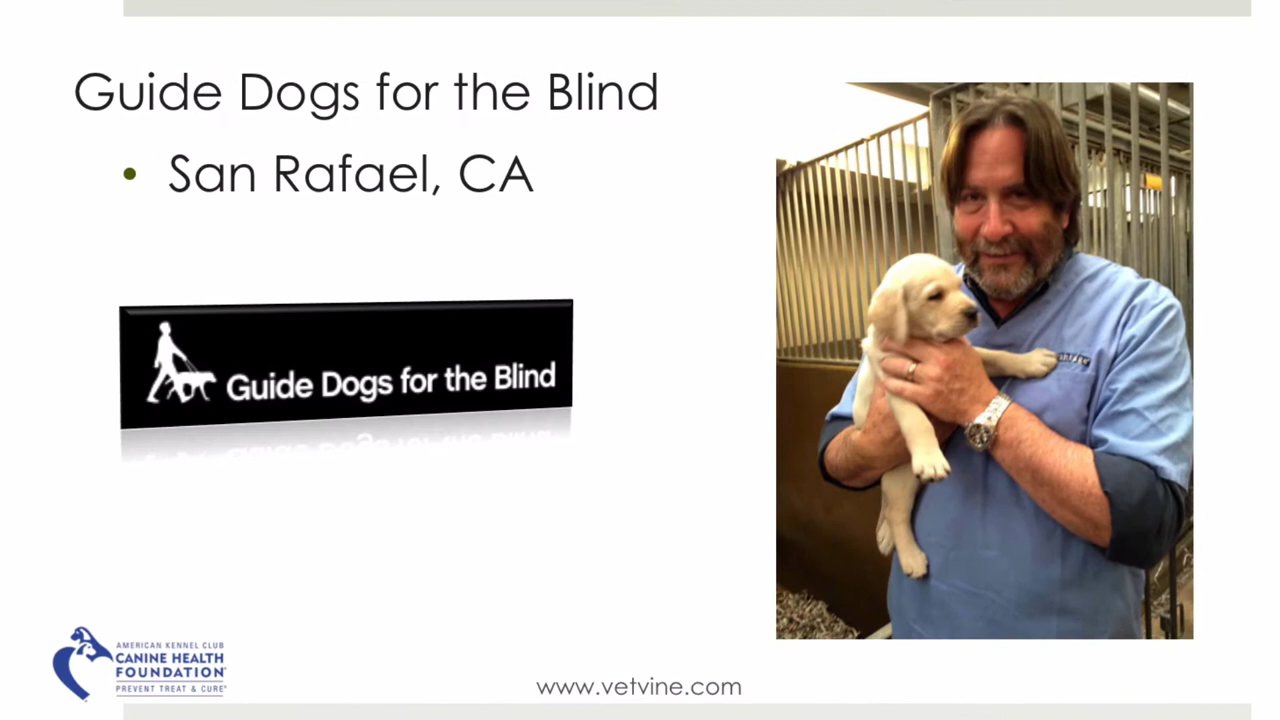 Guide Dogs for the Blind
• San Rafael, CA
Guide Dogs for the Blind
AMERICAN KENNEL CLUB
CANINE HEALTH
FOUNDATION
PREVENT TREAT & CURE
www.vetvine.com